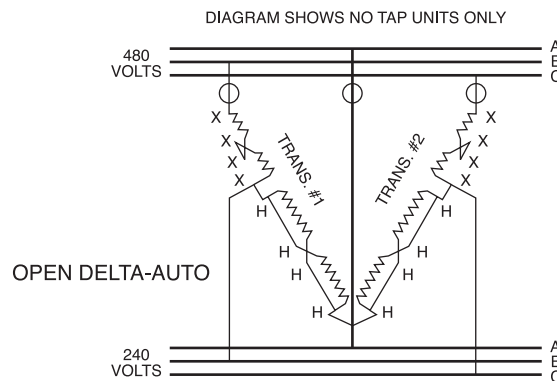 DIAGRAM SHOWS NO TAP UNITS ONLY
480
VOLTS
A
B
C
X
X
X
X
TRANS. #1
TRANS. #2
X
X
X
X
H
H
H
H
H
H
H
H
OPEN DELTA-AUTO
240
VOLTS
A
B
C